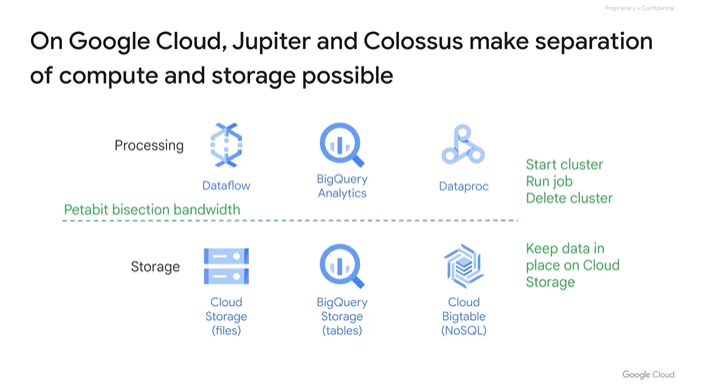 Proprietary + Confidential
On Google Cloud, Jupiter and Colossus make separation
of compute and storage possible
Processing
Dataflow
BigQuery
Analytics
Dataproc
Start cluster
Run job
Delete cluster
Petabit bisection bandwidth
Storage
Cloud
Storage
(files)
BigQuery
Storage
(tables)
Cloud
Bigtable
(NoSQL)
Keep data in
place on Cloud
Storage
Google Cloud